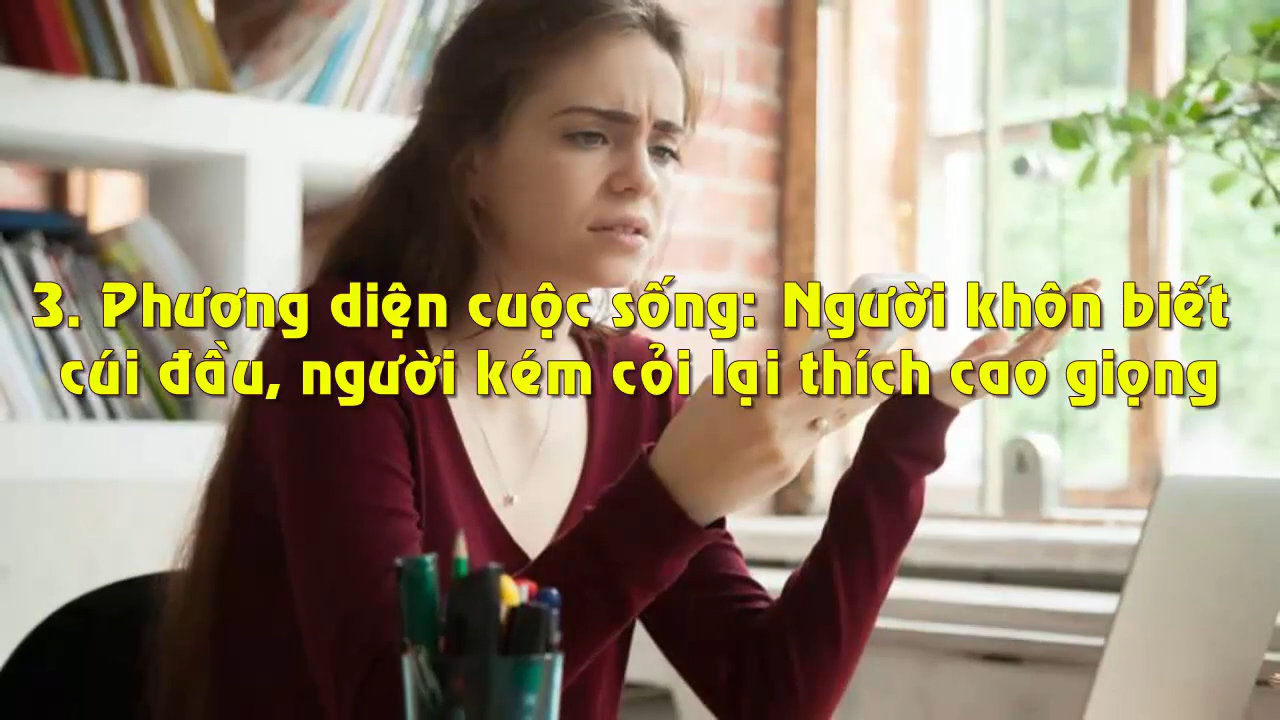 3. Phương diện cuộc sống: Người khôn biết
cúi đầu, người kém cỏi lại thích cao giọng